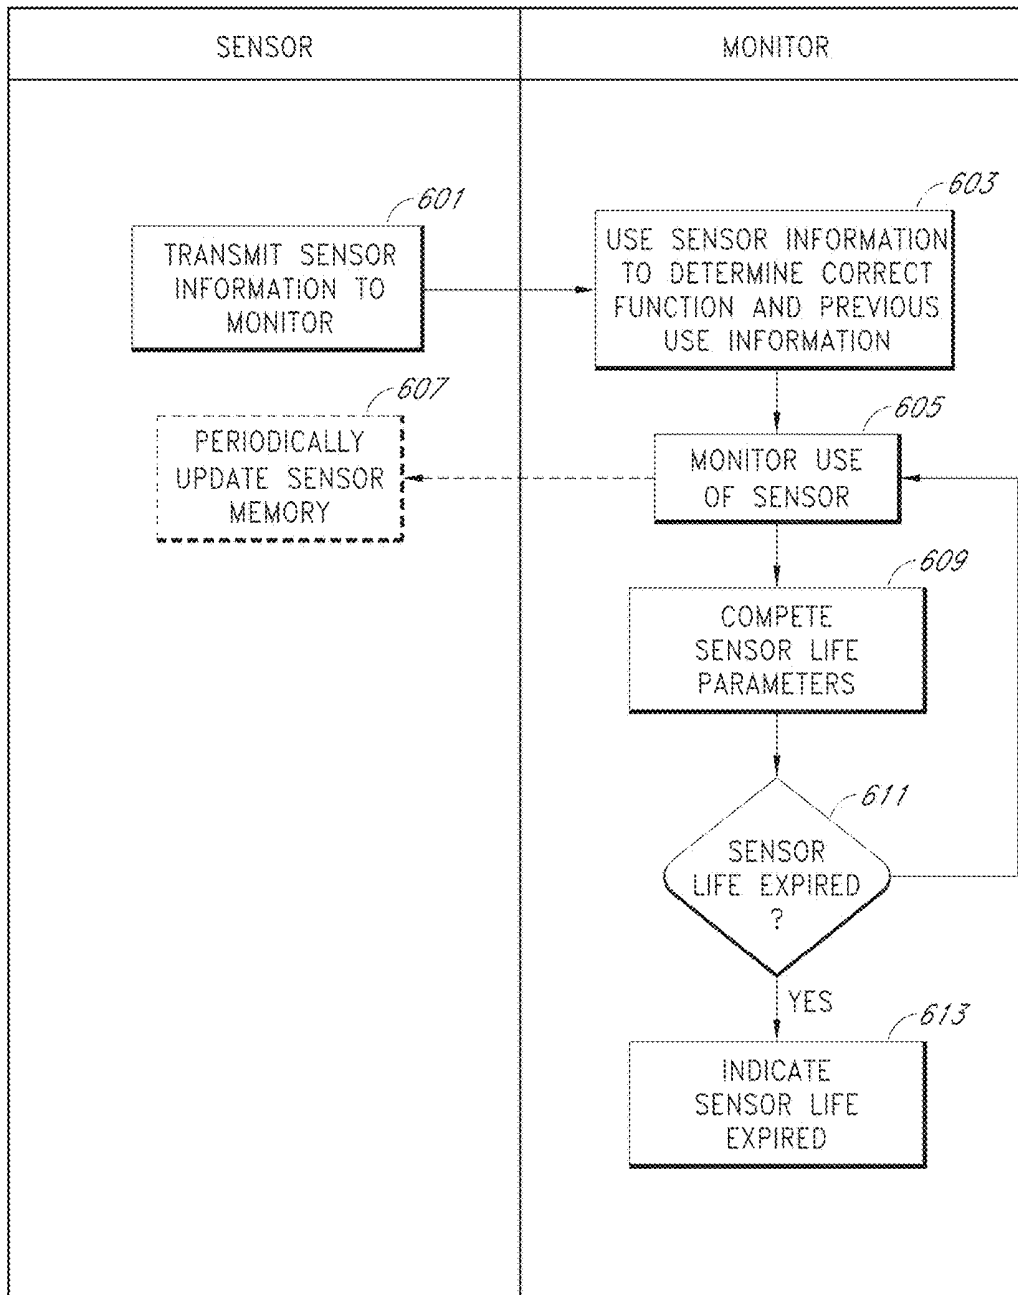 SENSOR
MONITOR
601
TRANSMIT SENSOR
INFORMATION TO
MONITOR
603
USE SENSOR INFORMATION
TO DETERMINE CORRECT
FUNCTION AND PREVIOUS
USE INFORMATION
607
PERIODICALLY
UPDATE SENSOR
MEMORY
605
MONITOR USE
OF SENSOR
609
COMPETE
SENSOR LIFE
PARAMETERS
611
SENSOR
LIFE EXPIRED
?
YES
613
INDICATE
SENSOR LIFE
EXPIRED